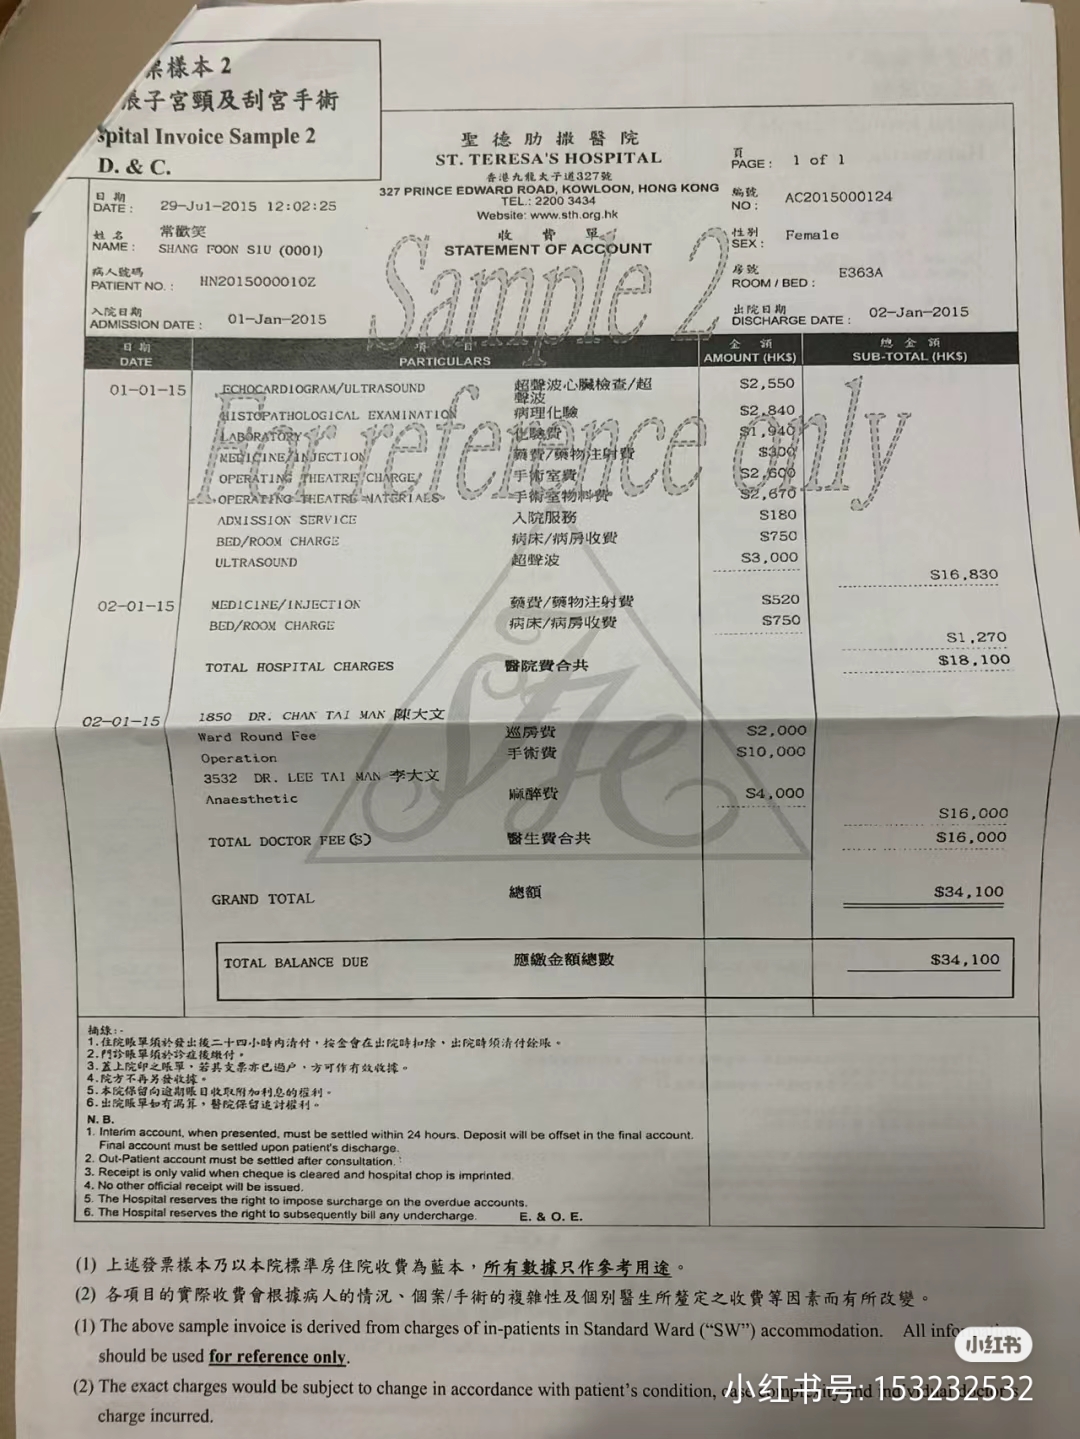 票樣本 2
張子宮頸及刮宮手術
spital Invoice Sample 2
D. & C.
聖德肋撒醫院
ST. TERESA'S HOSPITAL
香港九龍太子道327號
327 PRINCE EDWARD ROAD, KOWLOON, HONG KONG
TEL.: 2200 3434
Website: www.sth.org.hk
收費單
STATEMENT OF ACCOUNT
頁
PAGE : 1 of 1
日期
DATE : 29-Jul-2015 12:02:25
編號
NO : AC2015000124
姓名 常歡笑
NAME : SHANG FOON SIU (0001)
性別
SEX : Female
病人號碼
PATIENT NO. : HN2015000010Z
房號
ROOM / BED : E363A
入院日期
ADMISSION DATE : 01-Jan-2015
出院日期
DISCHARGE DATE : 02-Jan-2015
Sample 2
For reference only
日期 項目 金額 總金額
DATE PARTICULARS AMOUNT (HK$) SUB-TOTAL (HK$)
01-01-15 ECHOCARDIOGRAM/ULTRASOUND 超聲波心臟檢查/超 $2,550
聲波
HISTOPATHOLOGICAL EXAMINATION 病理化驗 $2,840
LABORATORY 化驗費 $1,940
MEDICINE/INJECTION 藥費/藥物注射費 $300
OPERATING THEATRE CHARGE 手術室費 $2,600
OPERATING THEATRE MATERIALS 手術室物料費 $2,670
ADMISSION SERVICE 入院服務 $180
BED/ROOM CHARGE 病床/病房收費 $750
ULTRASOUND 超聲波 $3,000
$16,830
02-01-15 MEDICINE/INJECTION 藥費/藥物注射費 $520
BED/ROOM CHARGE 病床/病房收費 $750
$1,270
TOTAL HOSPITAL CHARGES 醫院費合共 $18,100
02-01-15 1850 DR. CHAN TAI MAN 陳大文
Ward Round Fee 巡房費 $2,000
Operation 手術費 $10,000
3532 DR. LEE TAI MAN 李大文
Anaesthetic 麻醉費 $4,000
$16,000
TOTAL DOCTOR FEE(S) 醫生費合共 $16,000
GRAND TOTAL 總額 $34,100
TOTAL BALANCE DUE 應繳金額總數 $34,100
摘錄:-
1.住院賬單須於發出後二十四小時內清付，按金會在出院時扣除，出院時須清付餘賬。
2.門診賬單須於診症後繳付。
3.蓋上院印之賬單，若其支票亦已過戶，方可作有效收據。
4.院方不再另發收據。
5.本院保留向逾期賬目收取附加利息的權利。
6.出院賬單如有漏算，醫院保留追討權利。
N. B.
1. Interim account, when presented, must be settled within 24 hours. Deposit will be offset in the final account.
Final account must be settled upon patient's discharge.
2. Out-Patient account must be settled after consultation.
3. Receipt is only valid when cheque is cleared and hospital chop is imprinted.
4. No other official receipt will be issued.
5. The Hospital reserves the right to impose surcharge on the overdue accounts.
6. The Hospital reserves the right to subsequently bill any undercharge. E. & O. E.
(1) 上述發票樣本乃以本院標準房住院收費為藍本，所有數據只作參考用途。
(2) 各項目的實際收費會根據病人的情況、個案/手術的複雜性及個別醫生所釐定之收費等因素而有所改變。
(1) The above sample invoice is derived from charges of in-patients in Standard Ward (“SW”) accommodation. All
should be used for reference only.
(2) The exact charges would be subject to change in accordance with patient's condition,
charge incurred.
小红书
小红书号: 153232532